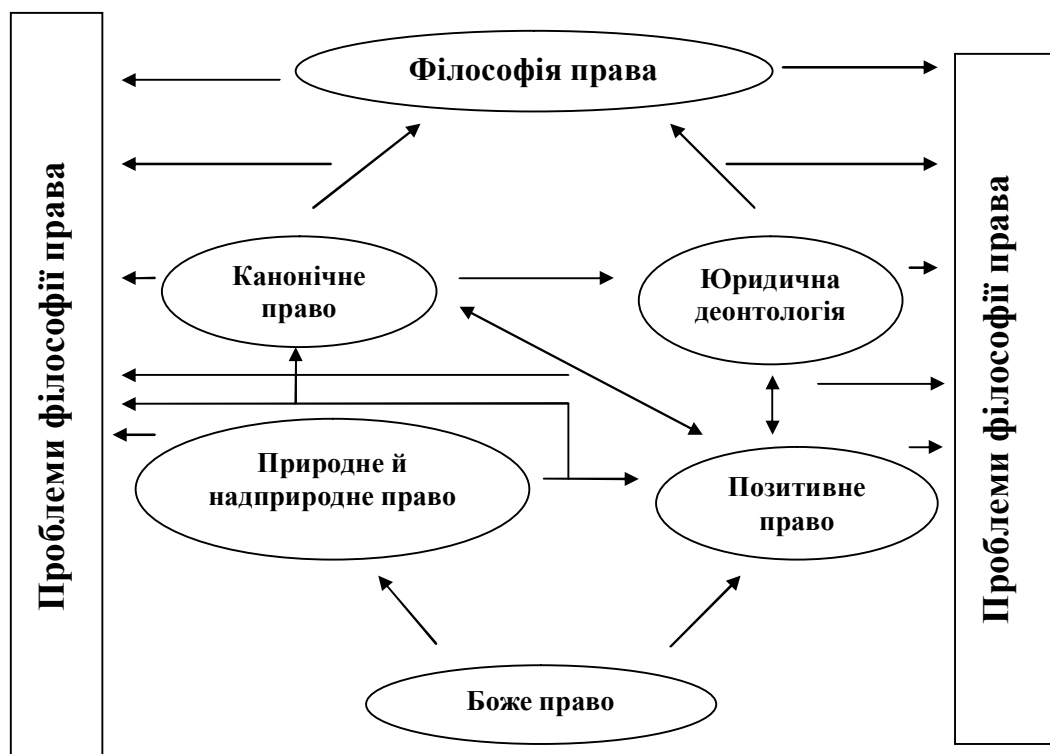 Проблеми філософії права
Філософія права
Канонічне
право
Юридична
деонтологія
Природне й
надприродне право
Позитивне
право
Боже право
Проблеми філософії права